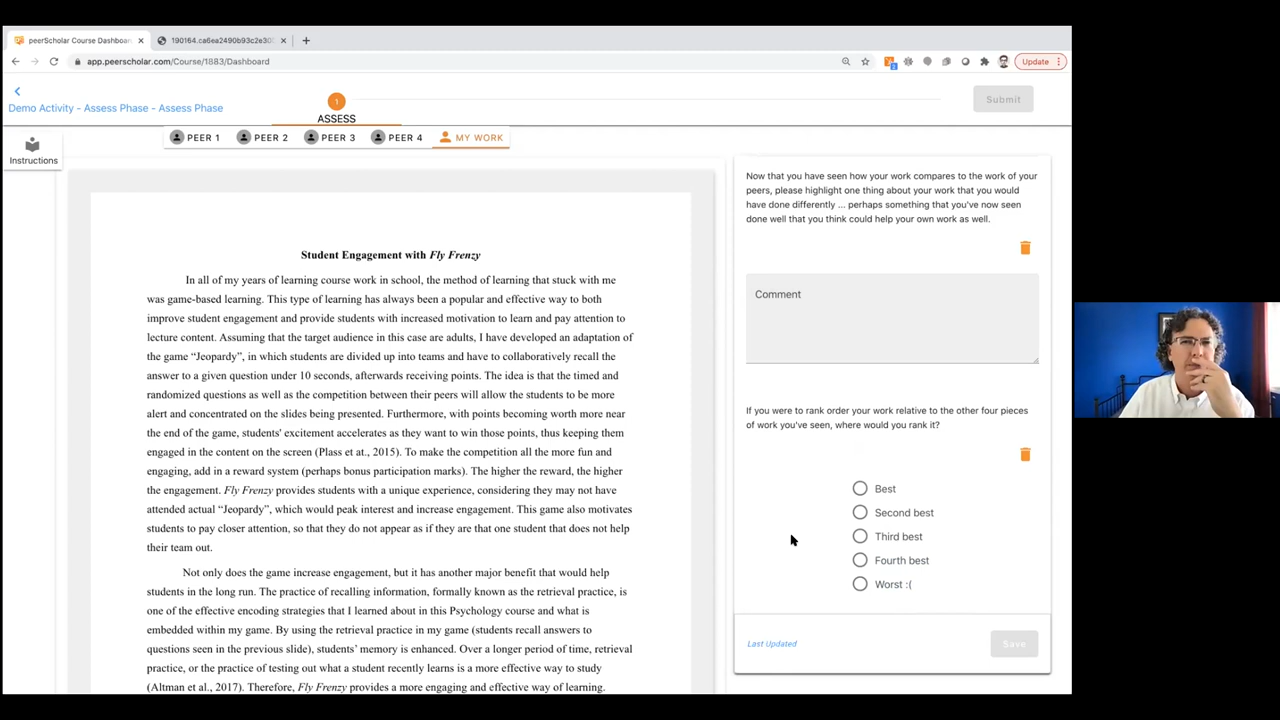 peerScholar Course Dashboar
190164.ca6ea2490b93c2e30
app.peerscholar.com/Course/1883/Dashboard
Update
Demo Activity - Assess Phase - Assess Phase
1
ASSESS
Submit
Instructions
PEER 1
PEER 2
PEER 3
PEER 4
MY WORK
Student Engagement with Fly Frenzy
In all of my years of learning course work in school, the method of learning that stuck with me
was game-based learning. This type of learning has always been a popular and effective way to both
improve student engagement and provide students with increased motivation to learn and pay attention to
lecture content. Assuming that the target audience in this case are adults, I have developed an adaptation of
the game “Jeopardy”, in which students are divided up into teams and have to collaboratively recall the
answer to a given question under 10 seconds, afterwards receiving points. The idea is that the timed and
randomized questions as well as the competition between their peers will allow the students to be more
alert and concentrated on the slides being presented. Furthermore, with points becoming worth more near
the end of the game, students' excitement accelerates as they want to win those points, thus keeping them
engaged in the content on the screen (Plass et at., 2015). To make the competition all the more fun and
engaging, add in a reward system (perhaps bonus participation marks). The higher the reward, the higher
the engagement. Fly Frenzy provides students with a unique experience, considering they may not have
attended actual “Jeopardy”, which would peak interest and increase engagement. This game also motivates
students to pay closer attention, so that they do not appear as if they are that one student that does not help
their team out.
Not only does the game increase engagement, but it has another major benefit that would help
students in the long run. The practice of recalling information, formally known as the retrieval practice, is
one of the effective encoding strategies that I learned about in this Psychology course and what is
embedded within my game. By using the retrieval practice in my game (students recall answers to
questions seen in the previous slide), students’ memory is enhanced. Over a longer period of time, retrieval
practice, or the practice of testing out what a student recently learns is a more effective way to study
(Altman et al., 2017). Therefore, Fly Frenzy provides a more engaging and effective way of learning.
Now that you have seen how your work compares to the work of your
peers, please highlight one thing about your work that you would
have done differently ... perhaps something that you've now seen
done well that you think could help your own work as well.
Comment
If you were to rank order your work relative to the other four pieces
of work you've seen, where would you rank it?
Best
Second best
Third best
Fourth best
Worst :(
Last Updated
Save